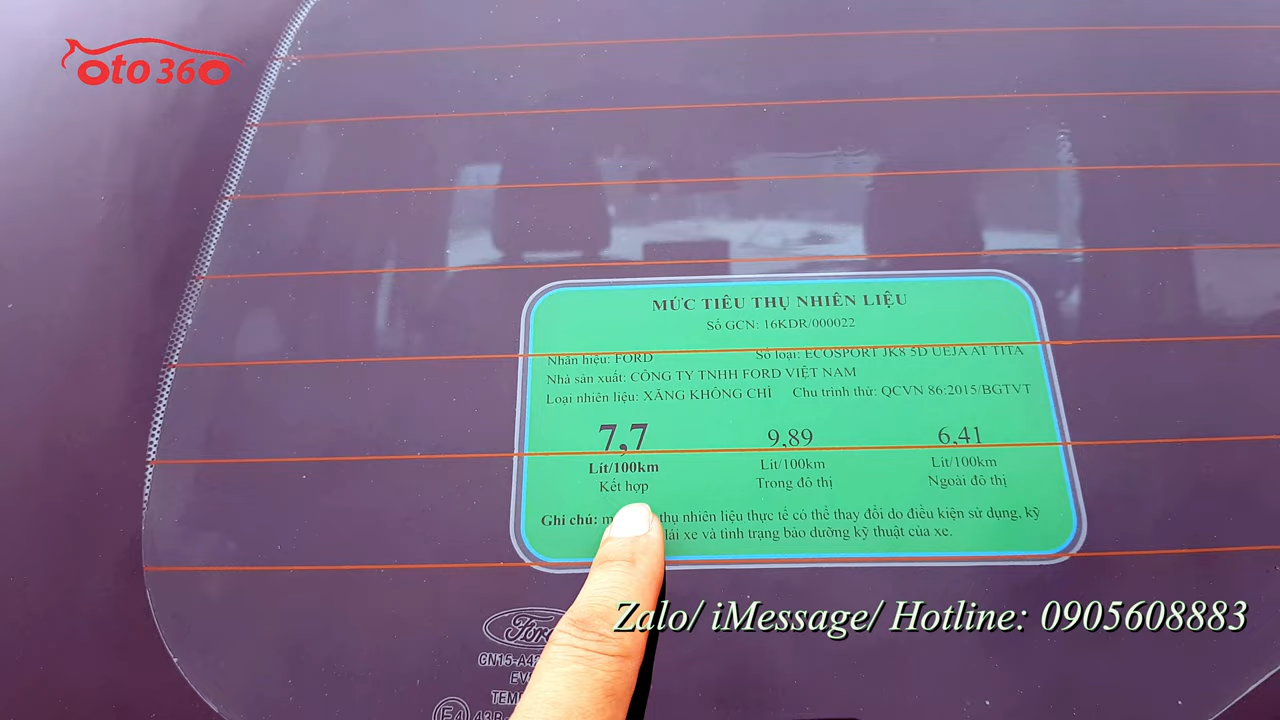 oto360
MỨC TIÊU THỤ NHIÊN LIỆU
Số GCN: 16KDR/000022
Nhãn hiệu: FORD Số loại: ECOSPORT JK8 5D UEJA AT TITA
Nhà sản xuất: CÔNG TY TNHH FORD VIỆT NAM
Loại nhiên liệu: XĂNG KHÔNG CHÌ Chu trình thử: QCVN 86:2015/BGTVT
7,7 9,89 6,41
Lít/100km Lít/100km Lít/100km
Kết hợp Trong đô thị Ngoài đô thị
Ghi chú: thụ nhiên liệu thực tế có thể thay đổi do điều kiện sử dụng, kỹ
lái xe và tình trạng bảo dưỡng kỹ thuật của xe.
Zalo/ iMessage/ Hotline: 0905608883
Ford